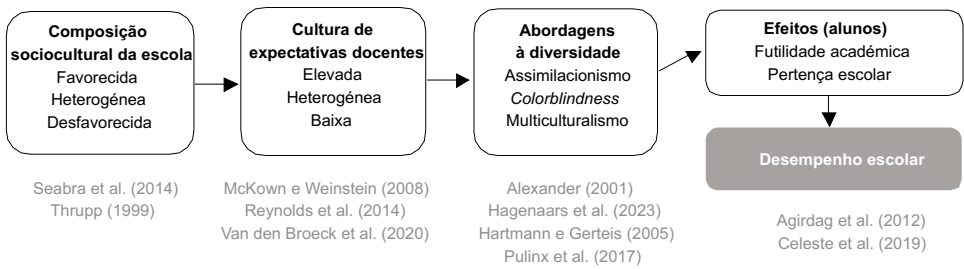 Composição
sociocultural da escola
Favorecida
Heterogénea
Desfavorecida
Cultura de
expectativas docentes
Elevada
Heterogénea
Baixa
Abordagens
à diversidade
Assimilacionismo
Colorblindness
Multiculturalismo
Efeitos (alunos)
Futilidade académica
Pertença escolar
Desempenho escolar
Seabra et al. (2014)
Thrupp (1999)
McKown e Weinstein (2008)
Reynolds et al. (2014)
Van den Broeck et al. (2020)
Alexander (2001)
Hagenaars et al. (2023)
Hartmann e Gerteis (2005)
Pulinx et al. (2017)
Agirdag et al. (2012)
Celeste et al. (2019)